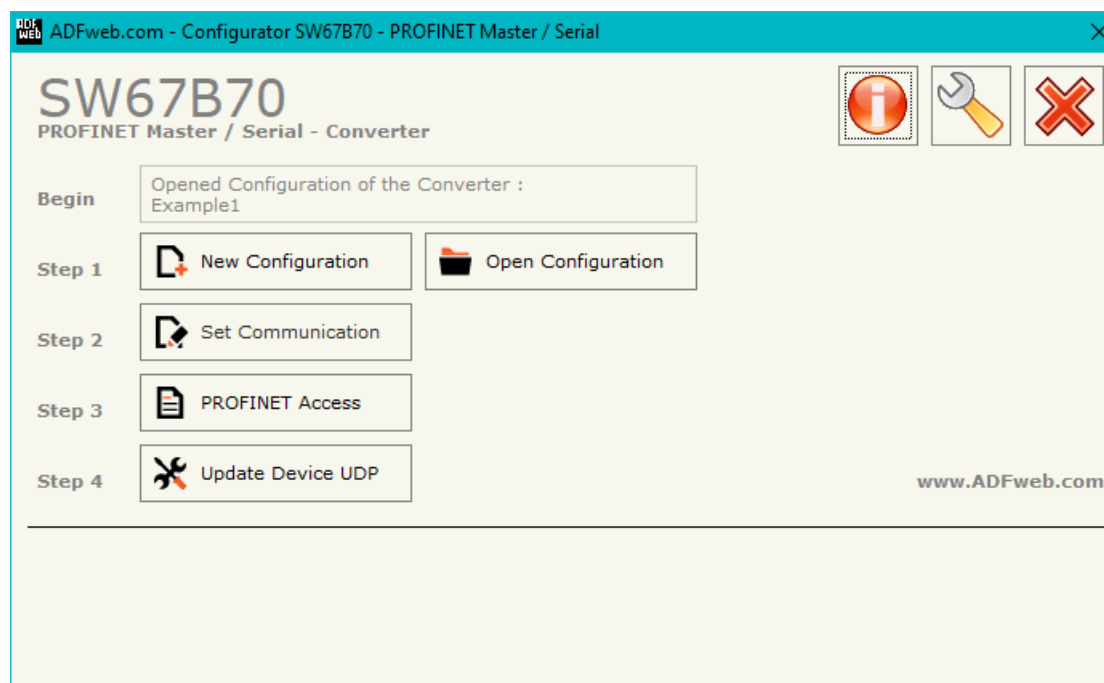 ADFweb.com - Configurator SW67B70 - PROFINET Master / Serial
SW67B70
PROFINET Master / Serial - Converter
Begin
Opened Configuration of the Converter :
Example1
Step 1
New Configuration
Open Configuration
Step 2
Set Communication
Step 3
PROFINET Access
Step 4
Update Device UDP
www.ADFweb.com